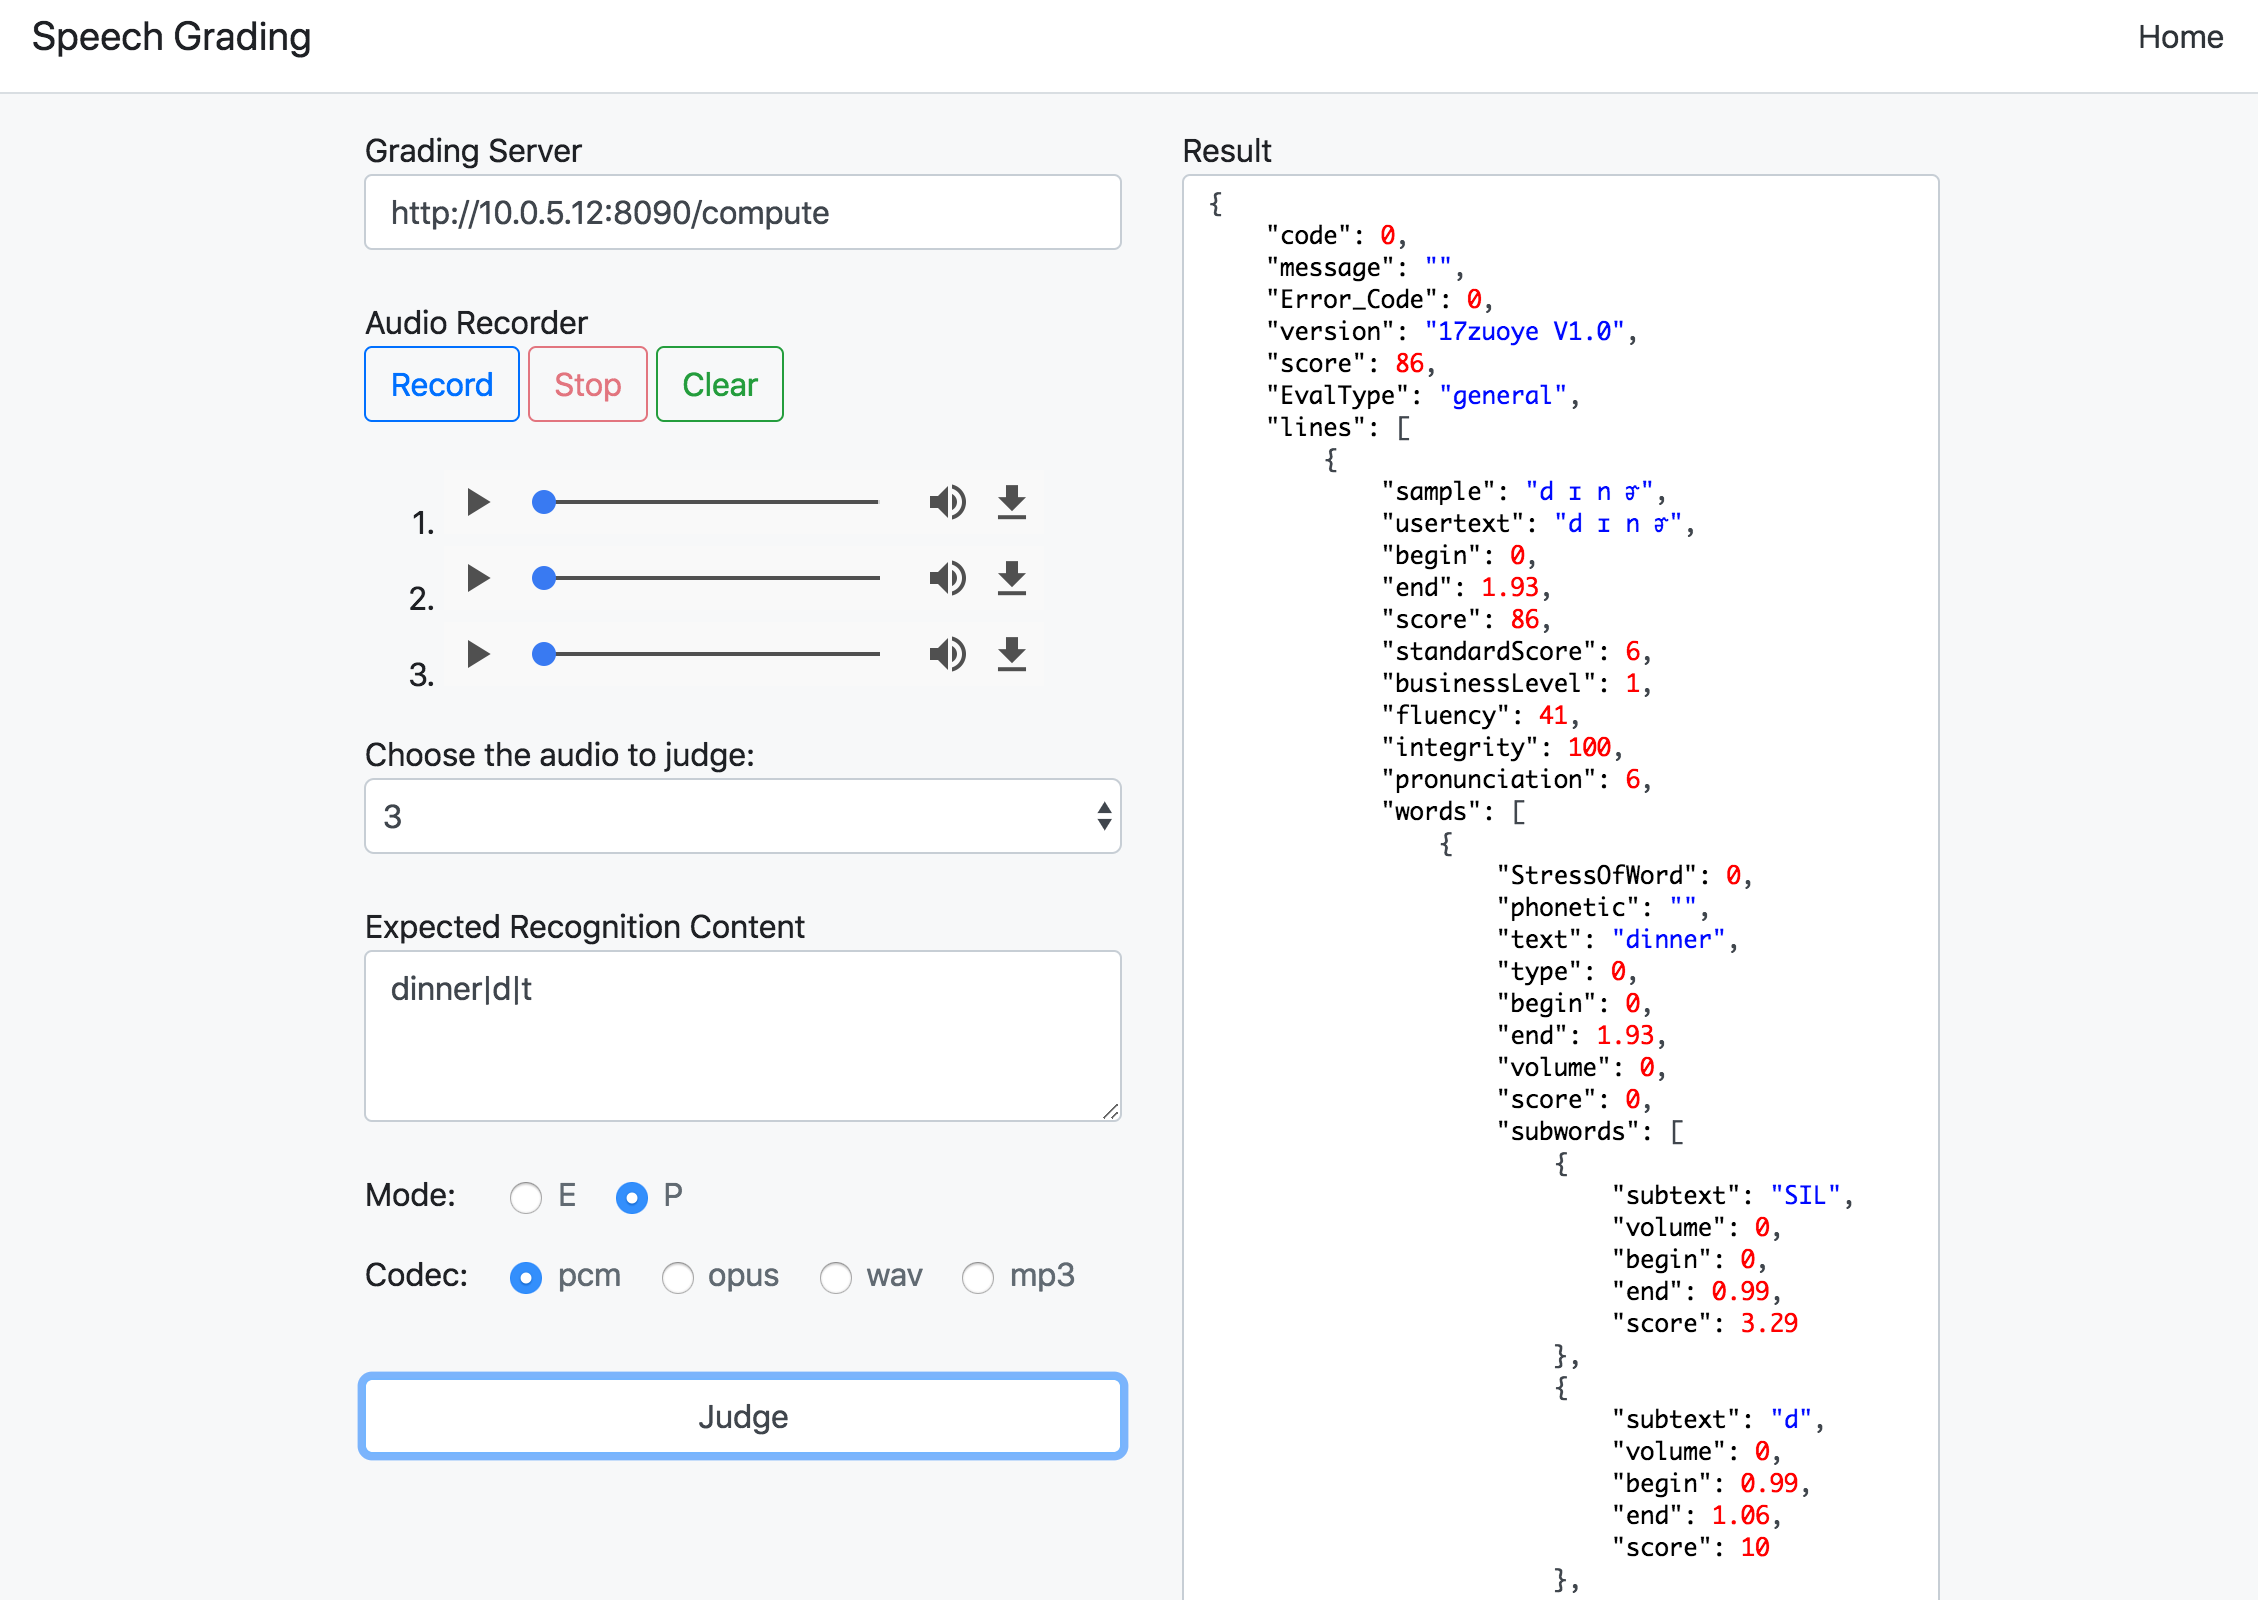 Speech Grading
Home
Grading Server
http://10.0.5.12:8090/compute
Audio Recorder
Record
Stop
Clear
1.
2.
3.
Choose the audio to judge:
3
Expected Recognition Content
dinner|d|t
Mode: E P
Codec: pcm opus wav mp3
Judge
Result
{
"code": 0,
"message": "",
"Error_Code": 0,
"version": "17zuoye V1.0",
"score": 86,
"EvalType": "general",
"lines": [
{
"sample": "d ɪ n ɚ",
"usertext": "d ɪ n ɚ",
"begin": 0,
"end": 1.93,
"score": 86,
"standardScore": 6,
"businessLevel": 1,
"fluency": 41,
"integrity": 100,
"pronunciation": 6,
"words": [
{
"StressOfWord": 0,
"phonetic": "",
"text": "dinner",
"type": 0,
"begin": 0,
"end": 1.93,
"volume": 0,
"score": 0,
"subwords": [
{
"subtext": "SIL",
"volume": 0,
"begin": 0,
"end": 0.99,
"score": 3.29
},
{
"subtext": "d",
"volume": 0,
"begin": 0.99,
"end": 1.06,
"score": 10
},